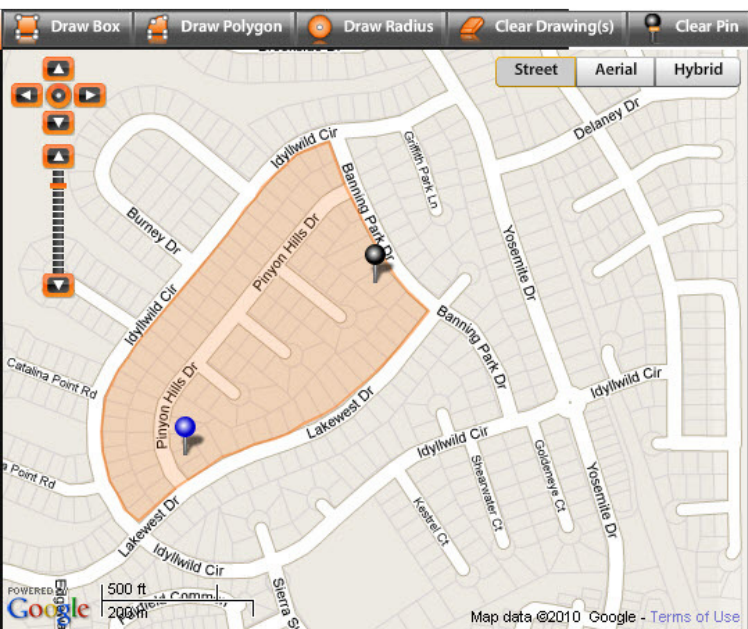 Draw Box
Draw Polygon
Draw Radius
Clear Drawing(s)
Clear Pin
Street
Aerial
Hybrid
Idyllwild Cir
Delaney Dr
Griffith Park Ln
Banning Park Dr
Pinyon Hills Dr
Burney Dr
Yosemite Dr
Idyllwild Cir
Banning Park Dr
Catalina Point Rd
Pinyon Hills Dr
Idyllwild Cir
Lakewest Dr
Idyllwild Cir
Shearwater Ct
Goldeneye Ct
Point Rd
Yosemite Dr
Kestrel Ct
Lakewest Dr
Idyllwild Cir
Sierra
POWERED
Google
500 ft
200 m
Map data ©2010 Google - Terms of Use